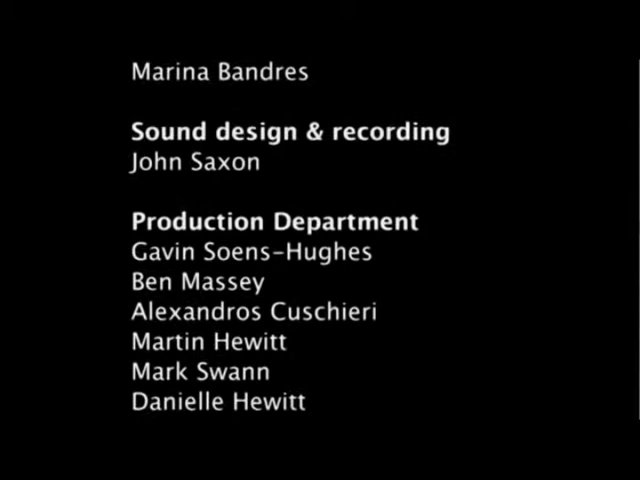 Marina Bandres
Sound design & recording
John Saxon
Production Department
Gavin Soens-Hughes
Ben Massey
Alexandros Cuschieri
Martin Hewitt
Mark Swann
Danielle Hewitt